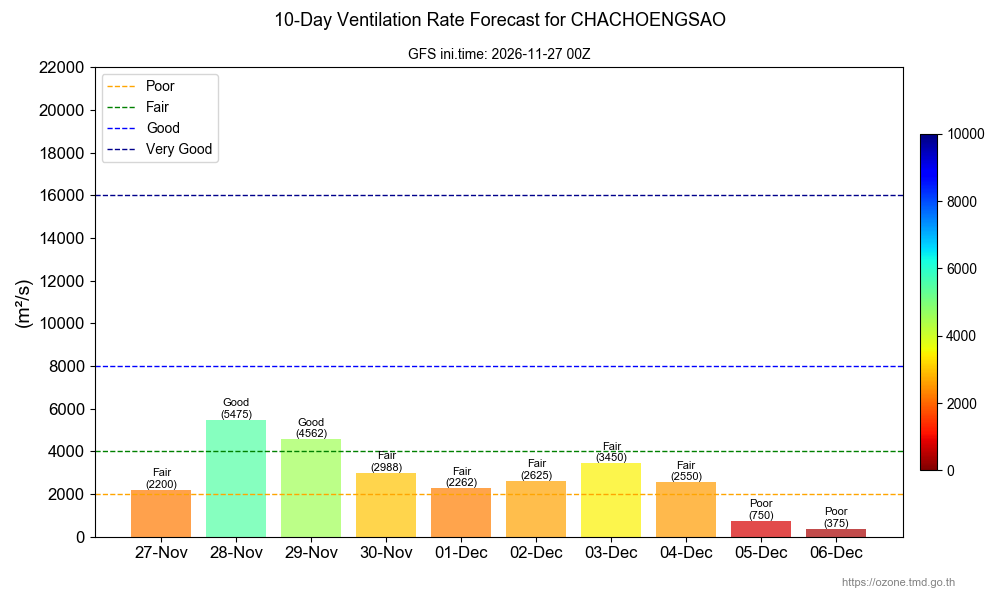 10-Day Ventilation Rate Forecast for CHACHOENGSAO
GFS ini.time: 2026-11-27 00Z
(m²/s)
22000
20000
18000
16000
14000
12000
10000
8000
6000
4000
2000
0
Poor
Fair
Good
Very Good
Fair
(2200)
Good
(5475)
Good
(4562)
Fair
(2988)
Fair
(2262)
Fair
(2625)
Fair
(3450)
Fair
(2550)
Poor
(750)
Poor
(375)
27-Nov 28-Nov 29-Nov 30-Nov 01-Dec 02-Dec 03-Dec 04-Dec 05-Dec 06-Dec
10000
8000
6000
4000
2000
0
https://ozone.tmd.go.th